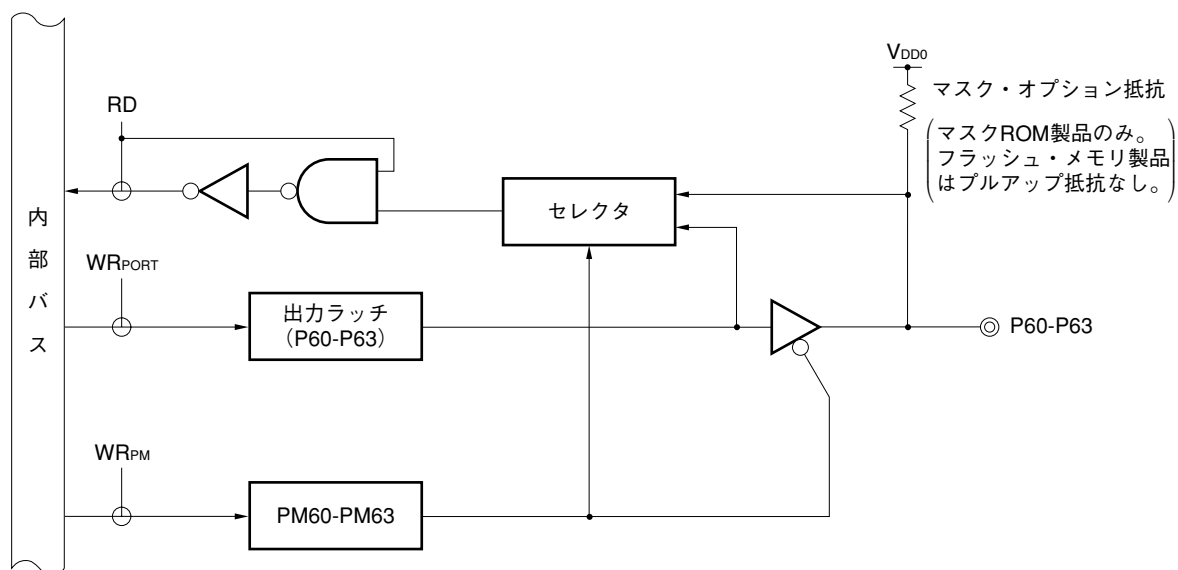 VDD0
マスク・オプション抵抗
マスクROM製品のみ。
フラッシュ・メモリ製品
はプルアップ抵抗なし。
RD
セレクタ
内部バス
WRPORT
出力ラッチ
(P60-P63)
P60-P63
WRPM
PM60-PM63